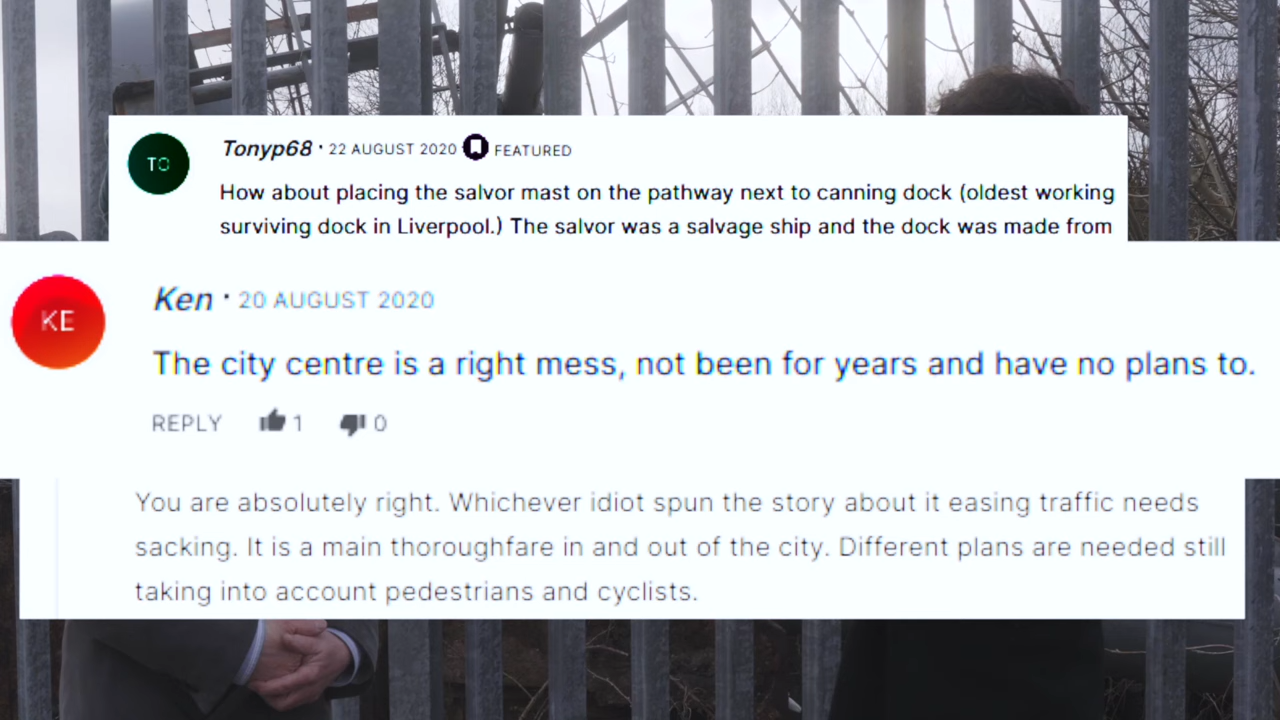 TO
Tonyp68 · 22 AUGUST 2020 FEATURED
How about placing the salvor mast on the pathway next to canning dock (oldest working
surviving dock in Liverpool.) The salvor was a salvage ship and the dock was made from
KE
Ken · 20 AUGUST 2020
The city centre is a right mess, not been for years and have no plans to.
REPLY 1 0
You are absolutely right. Whichever idiot spun the story about it easing traffic needs
sacking. It is a main thoroughfare in and out of the city. Different plans are needed still
taking into account pedestrians and cyclists.